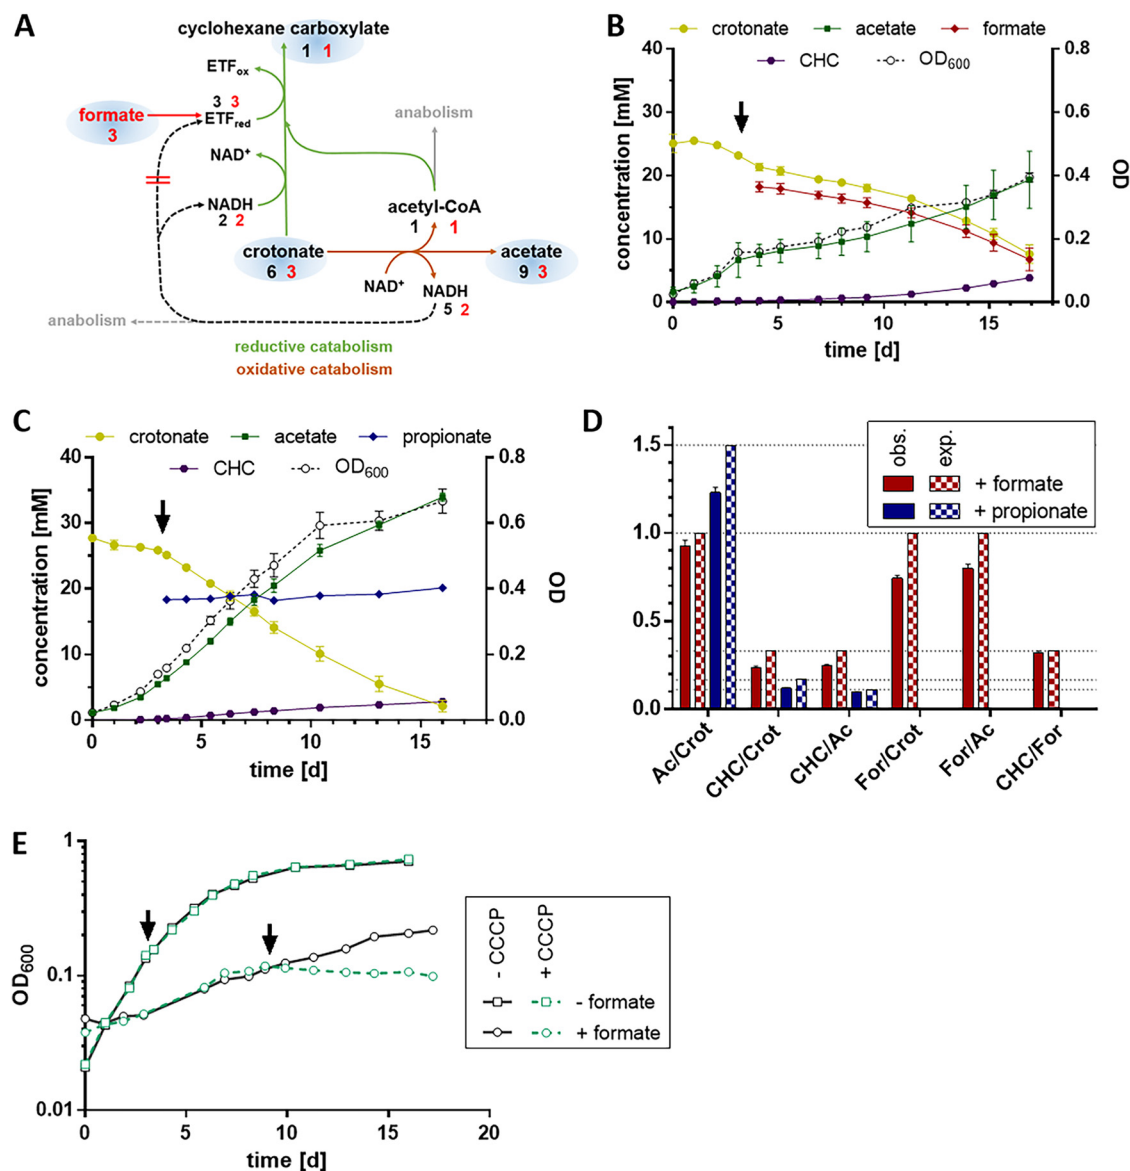 A
cyclohexane carboxylate
1 1
ETFox
3 3
formate
3
ETFred
anabolism
NAD+
NADH
2 2
acetyl-CoA
1 1
crotonate
6 3
acetate
9 3
NAD+
NADH
5 2
anabolism
reductive catabolism
oxidative catabolism
B
crotonate acetate formate
CHC OD600
40
30
20
10
0
concentration [mM]
0.8
0.6
0.4
0.2
0.0
OD
0 5 10 15
time [d]
C
crotonate acetate propionate
CHC OD600
40
30
20
10
0
concentration [mM]
0.8
0.6
0.4
0.2
0.0
OD
0 5 10 15
time [d]
D
obs. exp.
+ formate
+ propionate
1.5
1.0
0.5
0.0
Ac/Crot
CHC/Crot
CHC/Ac
For/Crot
For/Ac
CHC/For
E
1
0.1
0.01
OD600
0 5 10 15 20
time [d]
- CCCP + CCCP
- formate
+ formate